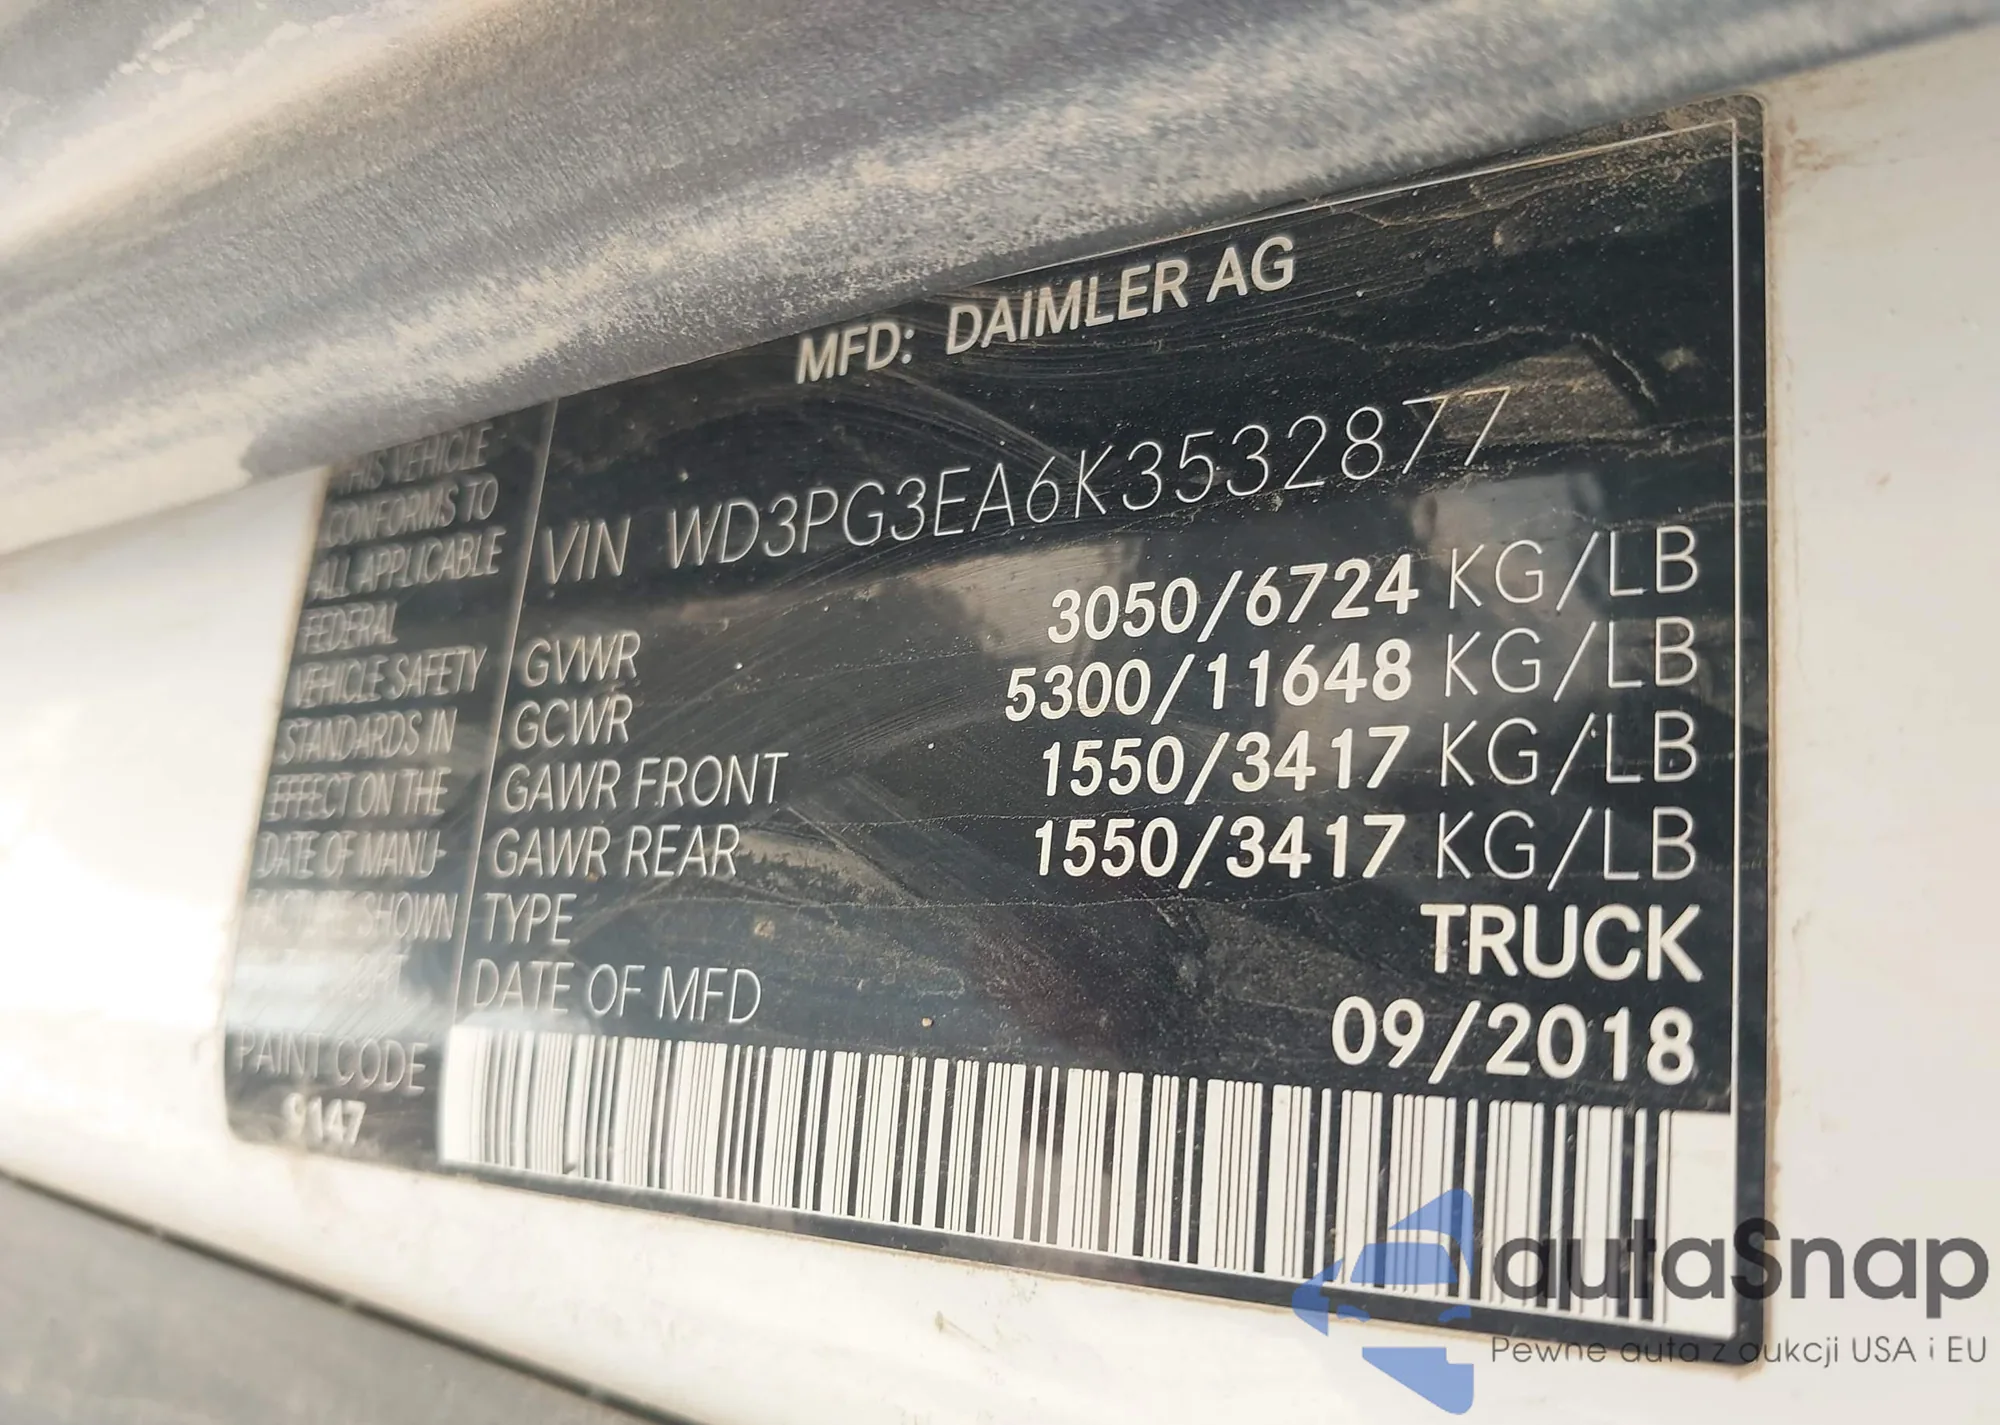 MFD: DAIMLER AG
THIS VEHICLE
CONFORMS TO
ALL APPLICABLE
FEDERAL
VEHICLE SAFETY
STANDARDS IN
EFFECT ON THE
DATE OF MANU-
FACTURE SHOWN
PAINT CODE
9147
VIN WD3PG3EA6K3532877
GVWR 3050/6724 KG/LB
GCWR 5300/11648 KG/LB
GAWR FRONT 1550/3417 KG/LB
GAWR REAR 1550/3417 KG/LB
TYPE TRUCK
DATE OF MFD 09/2018
autaSnap
Pewne auta z aukcji USA i EU